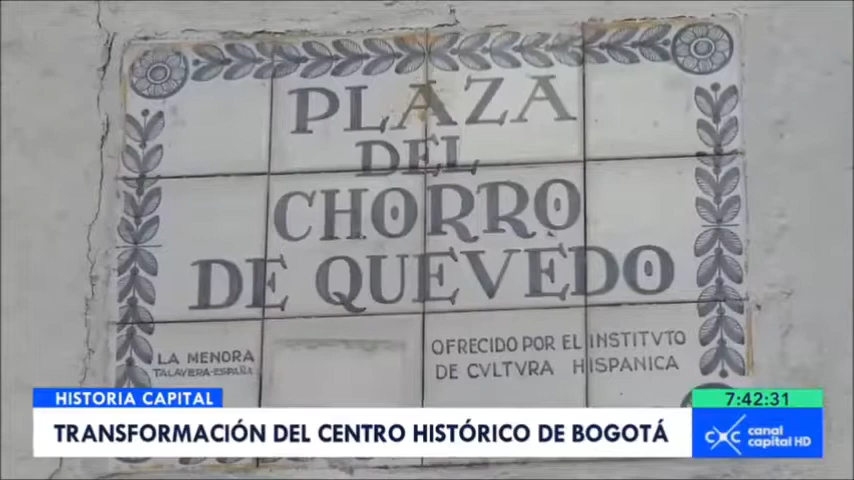 PLAZA
DEL
CHORRO
DE QVEVEDO
LA MENORA
TALAVERA-ESPAÑA
OFRECIDO POR EL INSTITVTO
DE CVLTVRA HISPANICA
HISTORIA CAPITAL
7:42:31
TRANSFORMACIÓN DEL CENTRO HISTÓRICO DE BOGOTÁ
canal
capital HD